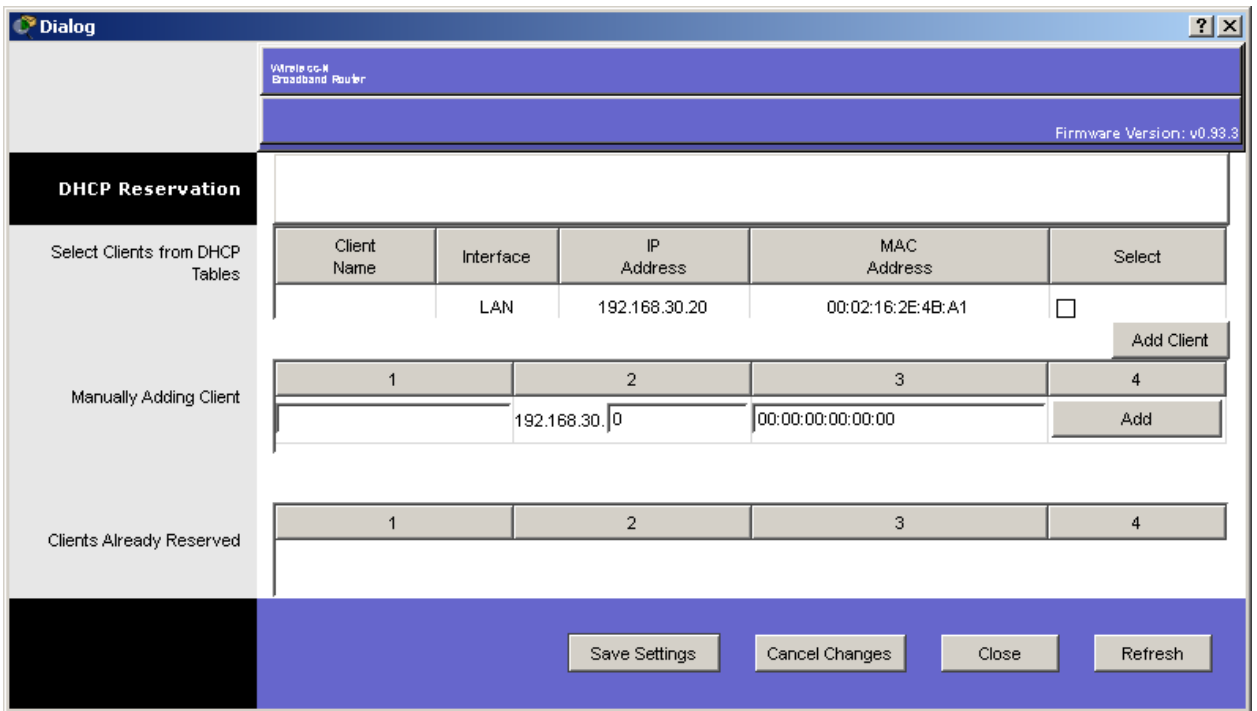 Dialog
Wireless-N
Broadband Router
Firmware Version: v0.93.3
DHCP Reservation
Select Clients from DHCP
Tables
Client
Name
Interface
IP
Address
MAC
Address
Select
LAN 192.168.30.20 00:02:16:2E:4B:A1
Add Client
Manually Adding Client
1 2 3 4
192.168.30. 0 00:00:00:00:00:00 Add
Clients Already Reserved
1 2 3 4
Save Settings Cancel Changes Close Refresh